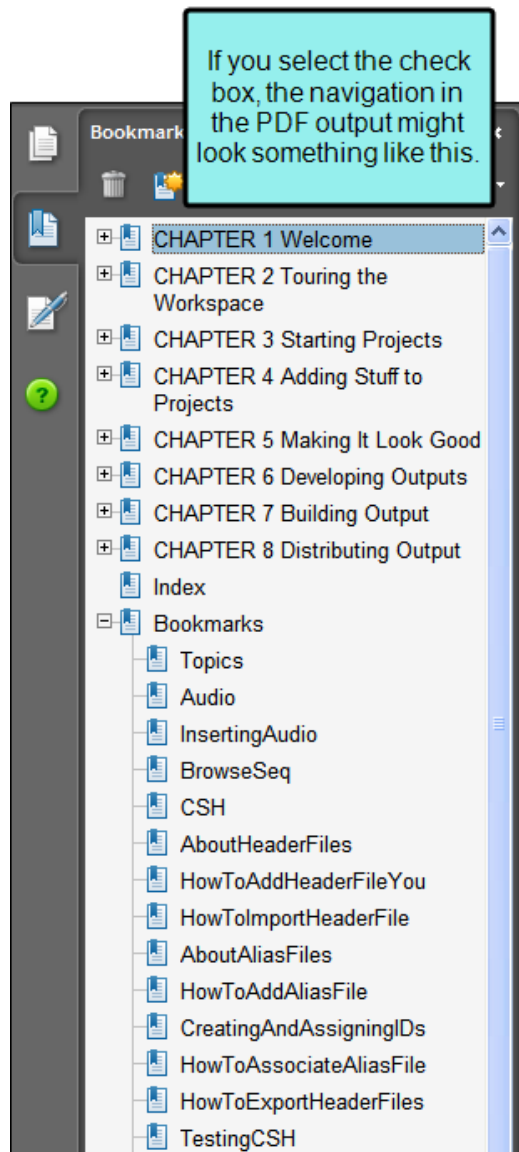 If you select the check
box, the navigation in
the PDF output might
look something like this.
Bookmark
CHAPTER 1 Welcome
CHAPTER 2 Touring the
Workspace
CHAPTER 3 Starting Projects
CHAPTER 4 Adding Stuff to
Projects
CHAPTER 5 Making It Look Good
CHAPTER 6 Developing Outputs
CHAPTER 7 Building Output
CHAPTER 8 Distributing Output
Index
Bookmarks
Topics
Audio
InsertingAudio
BrowseSeq
CSH
AboutHeaderFiles
HowToAddHeaderFileYou
HowToImportHeaderFile
AboutAliasFiles
HowToAddAliasFile
CreatingAndAssigningIDs
HowToAssociateAliasFile
HowToExportHeaderFiles
TestingCSH